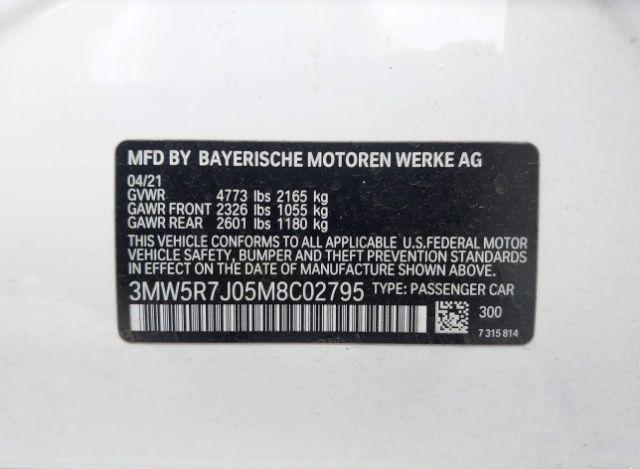 MFD BY BAYERISCHE MOTOREN WERKE AG
04/21
GVWR 4773 lbs 2165 kg
GAWR FRONT 2326 lbs 1055 kg
GAWR REAR 2601 lbs 1180 kg
THIS VEHICLE CONFORMS TO ALL APPLICABLE U.S.FEDERAL MOTOR
VEHICLE SAFETY, BUMPER, AND THEFT PREVENTION STANDARDS
IN EFFECT ON THE DATE OF MANUFACTURE SHOWN ABOVE.
3MW5R7J05M8C02795 TYPE: PASSENGER CAR
300
7 315 814